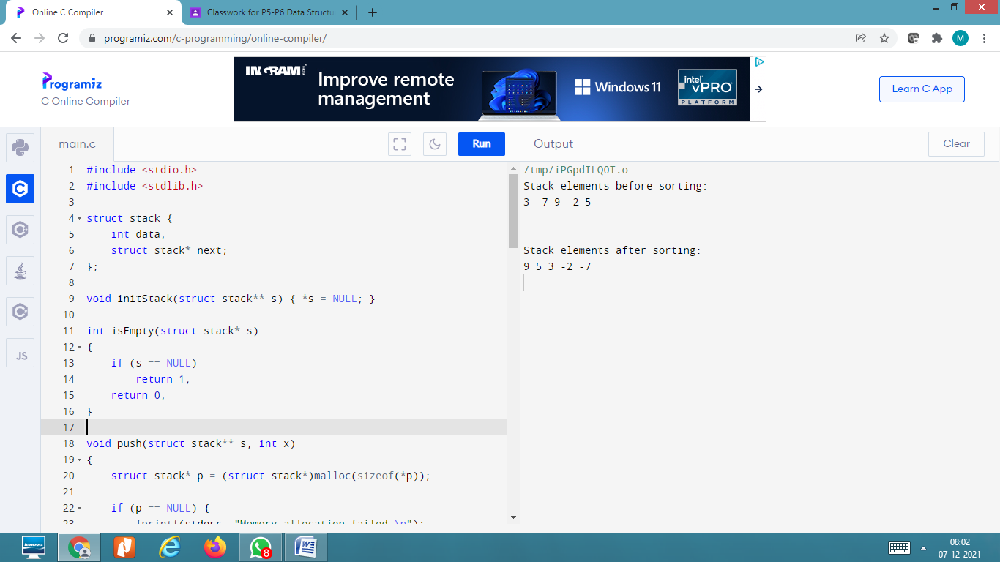 Online C Compiler
Classwork for P5-P6 Data Structu
programiz.com/c-programming/online-compiler/
M
Programiz
C Online Compiler
INGRAM
Improve remote
management
Windows 11
intel
vPRO
PLATFORM
Learn C App
main.c
Run
Output
Clear
1 #include <stdio.h>
2 #include <stdlib.h>
3
4 struct stack {
5 int data;
6 struct stack* next;
7 };
8
9 void initStack(struct stack** s) { *s = NULL; }
10
11 int isEmpty(struct stack* s)
12 {
13 if (s == NULL)
14 return 1;
15 return 0;
16 }
17
18 void push(struct stack** s, int x)
19 {
20 struct stack* p = (struct stack*)malloc(sizeof(*p));
21
22 if (p == NULL) {
23 fprintf(stderr, "Memory allocation failed.\n");
/tmp/iPGpdILQOT.o
Stack elements before sorting:
3 -7 9 -2 5
Stack elements after sorting:
9 5 3 -2 -7
JS
lenovo
8
W
08:02
07-12-2021